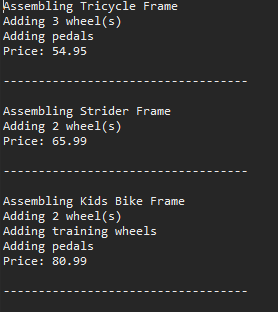 Assembling Tricycle Frame
Adding 3 wheel(s)
Adding pedals
Price: 54.95
-----------------------------------
Assembling Strider Frame
Adding 2 wheel(s)
Price: 65.99
-----------------------------------
Assembling Kids Bike Frame
Adding 2 wheel(s)
Adding training wheels
Adding pedals
Price: 80.99
-----------------------------------